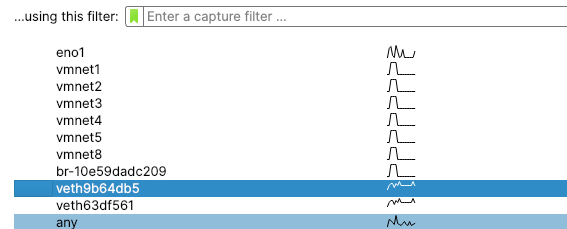 ...using this filter: Enter a capture filter ...
eno1
vmnet1
vmnet2
vmnet3
vmnet4
vmnet5
vmnet8
br-10e59dadc209
veth9b64db5
veth63df561
any